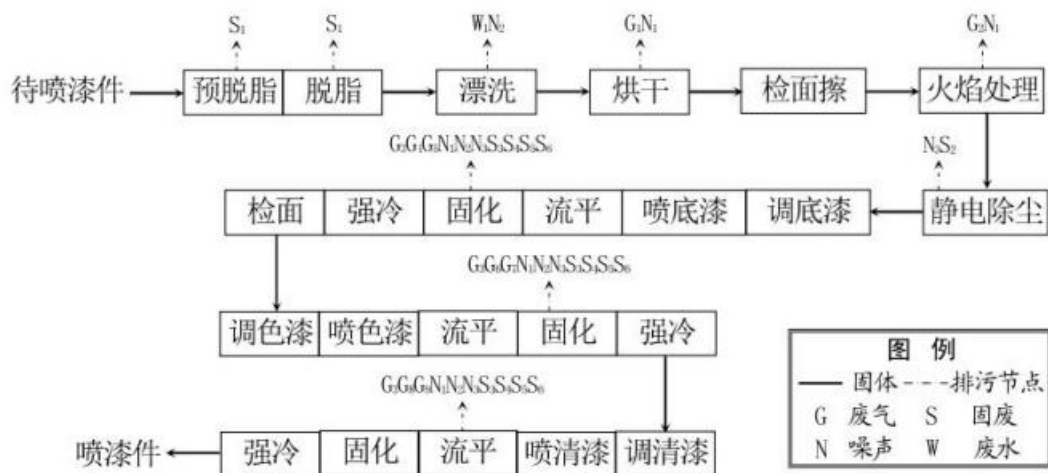 S₁ S₁ W₁N₂ G₁N₁ G₂N₁
待喷漆件 预脱脂 脱脂 漂洗 烘干 检面擦 火焰处理
N₃S₂
检面 强冷 固化 流平 喷底漆 调底漆 静电除尘
调色漆 喷色漆 流平 固化 强冷
喷漆件 强冷 固化 流平 喷清漆 调清漆
图 例
固体 排污节点
G 废气 S 固废
N 噪声 W 废水